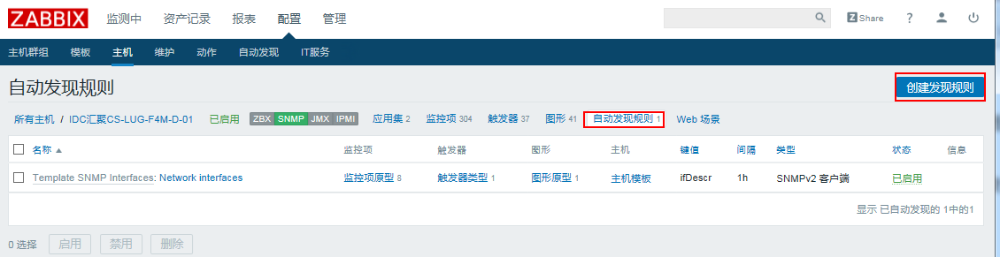 ZABBIX 监测中 资产记录 报表 配置 管理 Z Share ?
主机群组 模板 主机 维护 动作 自动发现 IT服务
自动发现规则 创建发现规则
所有主机 / IDC汇聚CS-LUG-F4M-D-01 已启用 ZBX SNMP JMX IPMI 应用集 2 监控项 304 触发器 37 图形 41 自动发现规则 1 Web 场景
名称 监控项 触发器 图形 主机 键值 间隔 类型 状态 信息
Template SNMP Interfaces: Network interfaces 监控项原型 8 触发器类型 1 图形原型 1 主机模板 ifDescr 1h SNMPv2 客户端 已启用
显示 已自动发现的 1中的1
0 选择 启用 禁用 删除